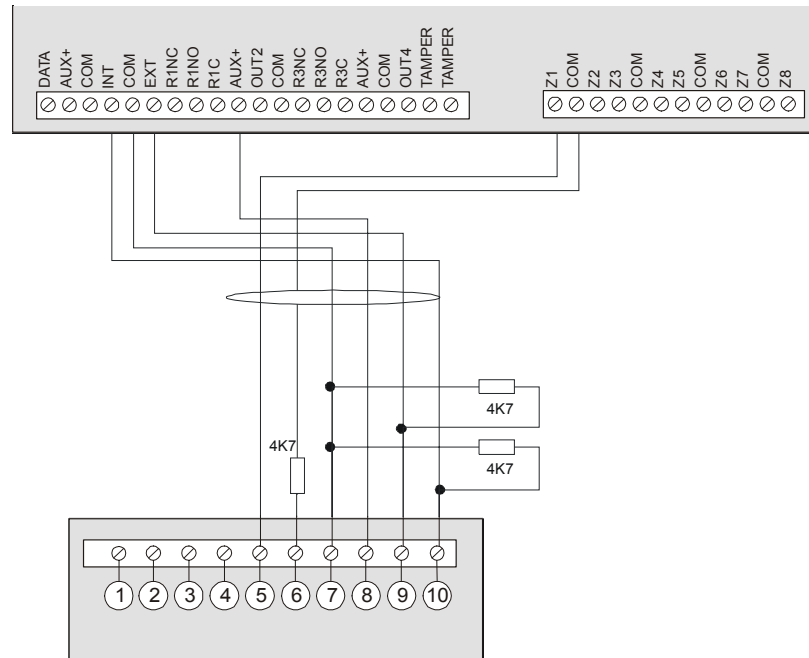 DATA
AUX+
COM
INT
COM
EXT
R1NC
R1NO
R1C
AUX+
OUT2
COM
R3NC
R3NO
R3C
AUX+
COM
OUT4
TAMPER
TAMPER
Z1
COM
Z2
Z3
COM
Z4
Z5
COM
Z6
Z7
COM
Z8
4K7
4K7
4K7
1 2 3 4 5 6 7 8 9 10